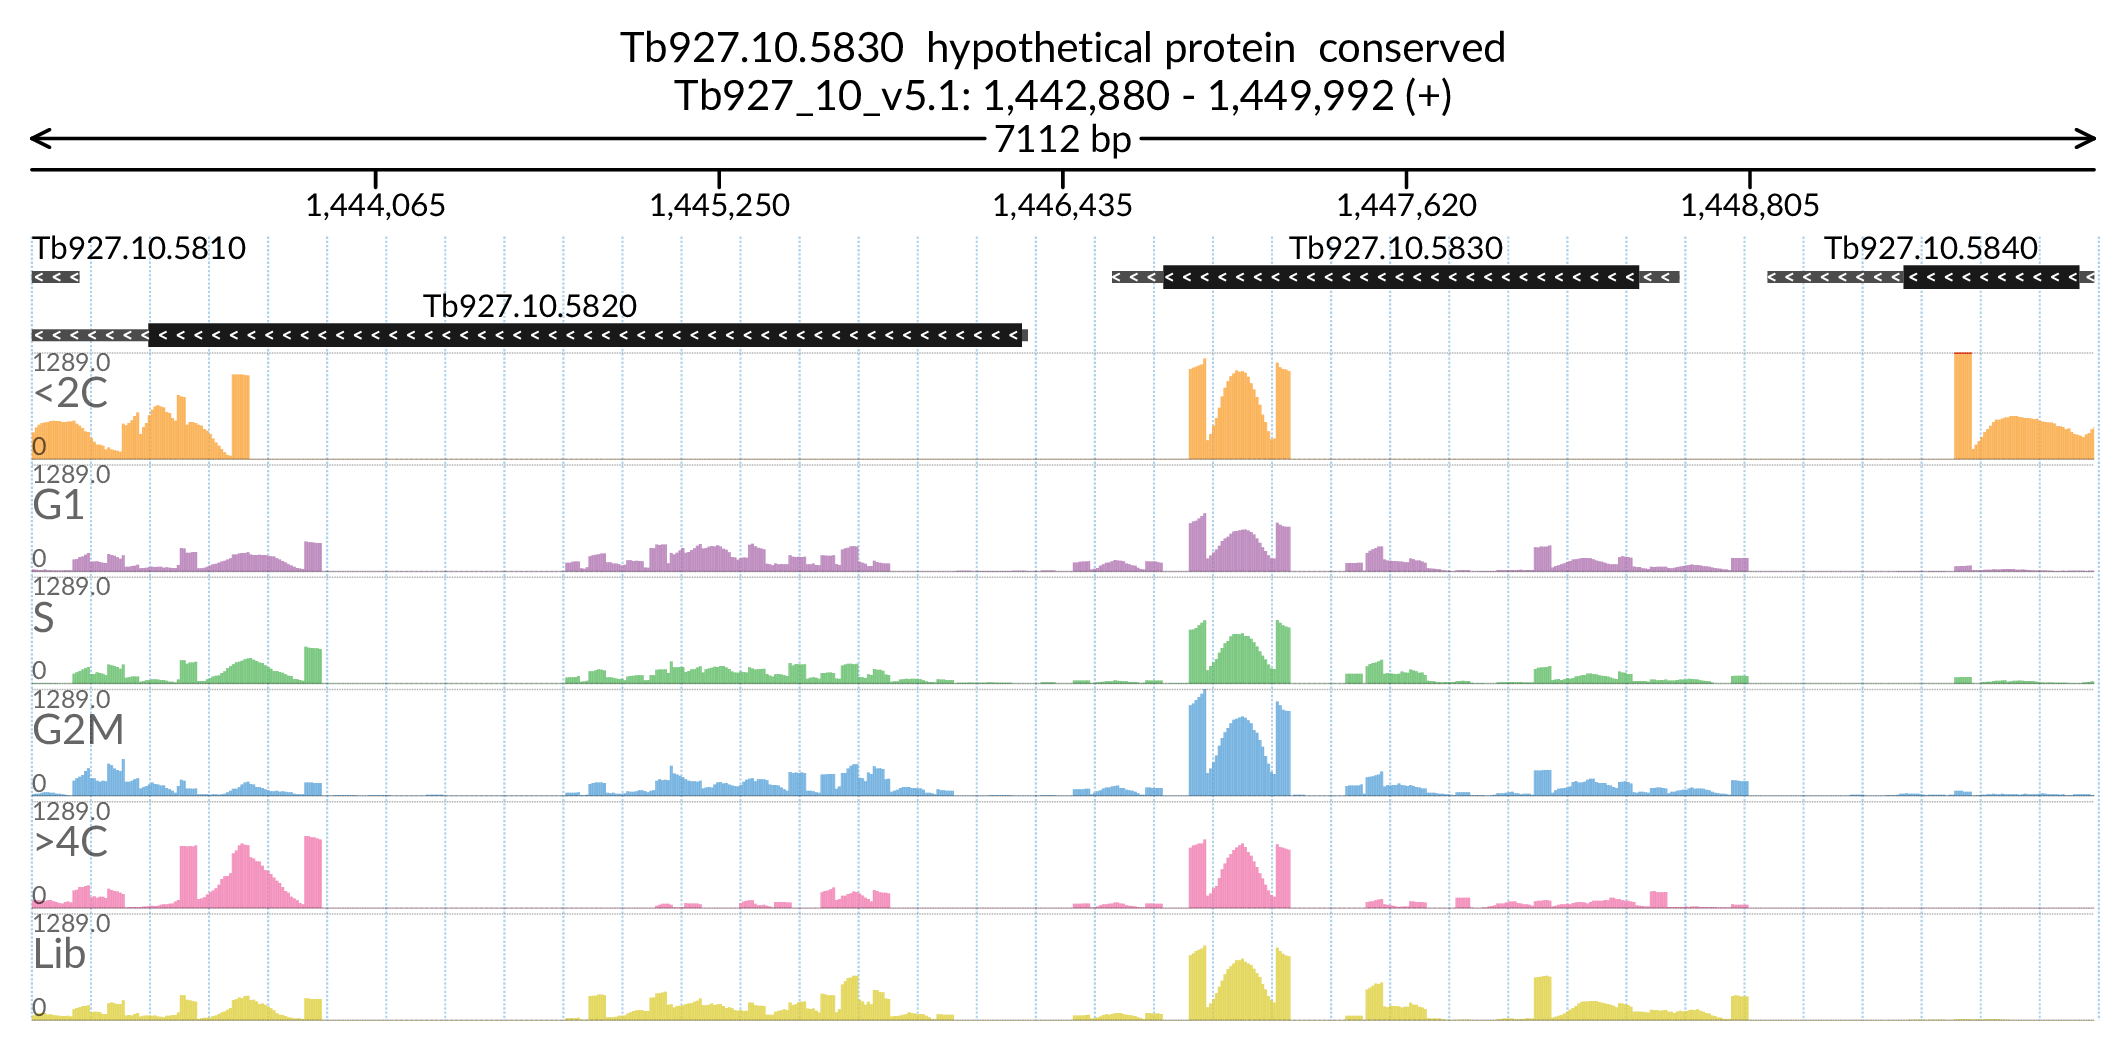 Tb927.10.5830 hypothetical protein conserved
Tb927_10_v5.1: 1,442,880 - 1,449,992 (+)
7112 bp
1,444,065 1,445,250 1,446,435 1,447,620 1,448,805
Tb927.10.5810 Tb927.10.5830 Tb927.10.5840
Tb927.10.5820
1289.0
<2C
0
1289.0
G1
0
1289.0
S
0
1289.0
G2M
0
1289.0
>4C
0
1289.0
Lib
0